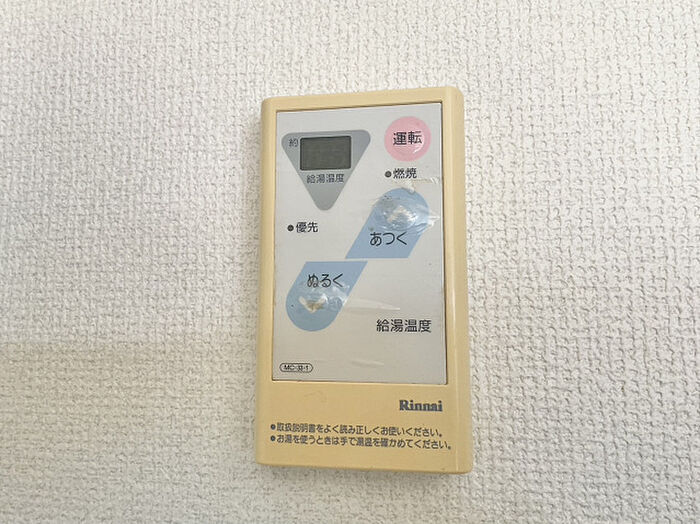 約
運転
給湯温度
燃焼
優先
あつく
ぬるく
給湯温度
MC-33-1
Rinnai
●取扱説明書をよく読み正しくお使いください。
●お湯を使うときは手で湯温を確かめてください。